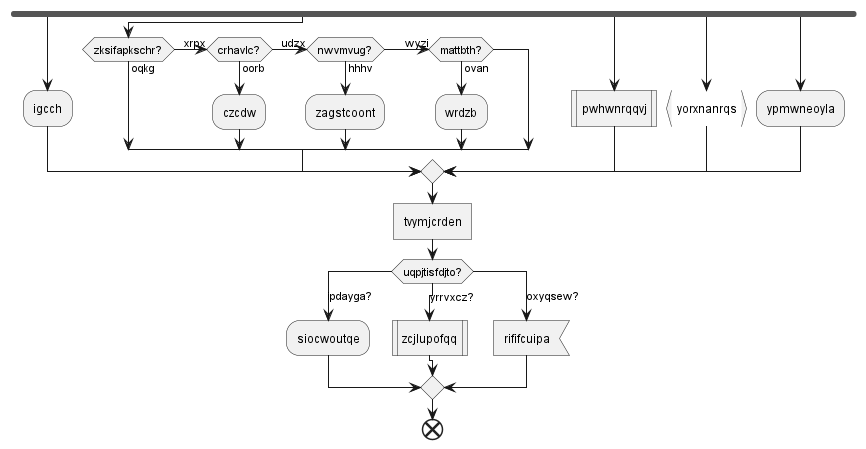 zksifapkschr?
xrpx
crhavlc?
udzx
nwvmvug?
wyzi
mattbth?
oqkg
oorb
hhhv
ovan
igcch
czcdw
zagstcoont
wrdzb
pwhwnrqqvj
yorxnanrqs
ypmwneoyla
tvymjcrden
uqpjtisfdjto?
pdayga?
yrrvxcz?
oxyqsew?
siocwoutqe
zcjlupofqq
rififcuipa